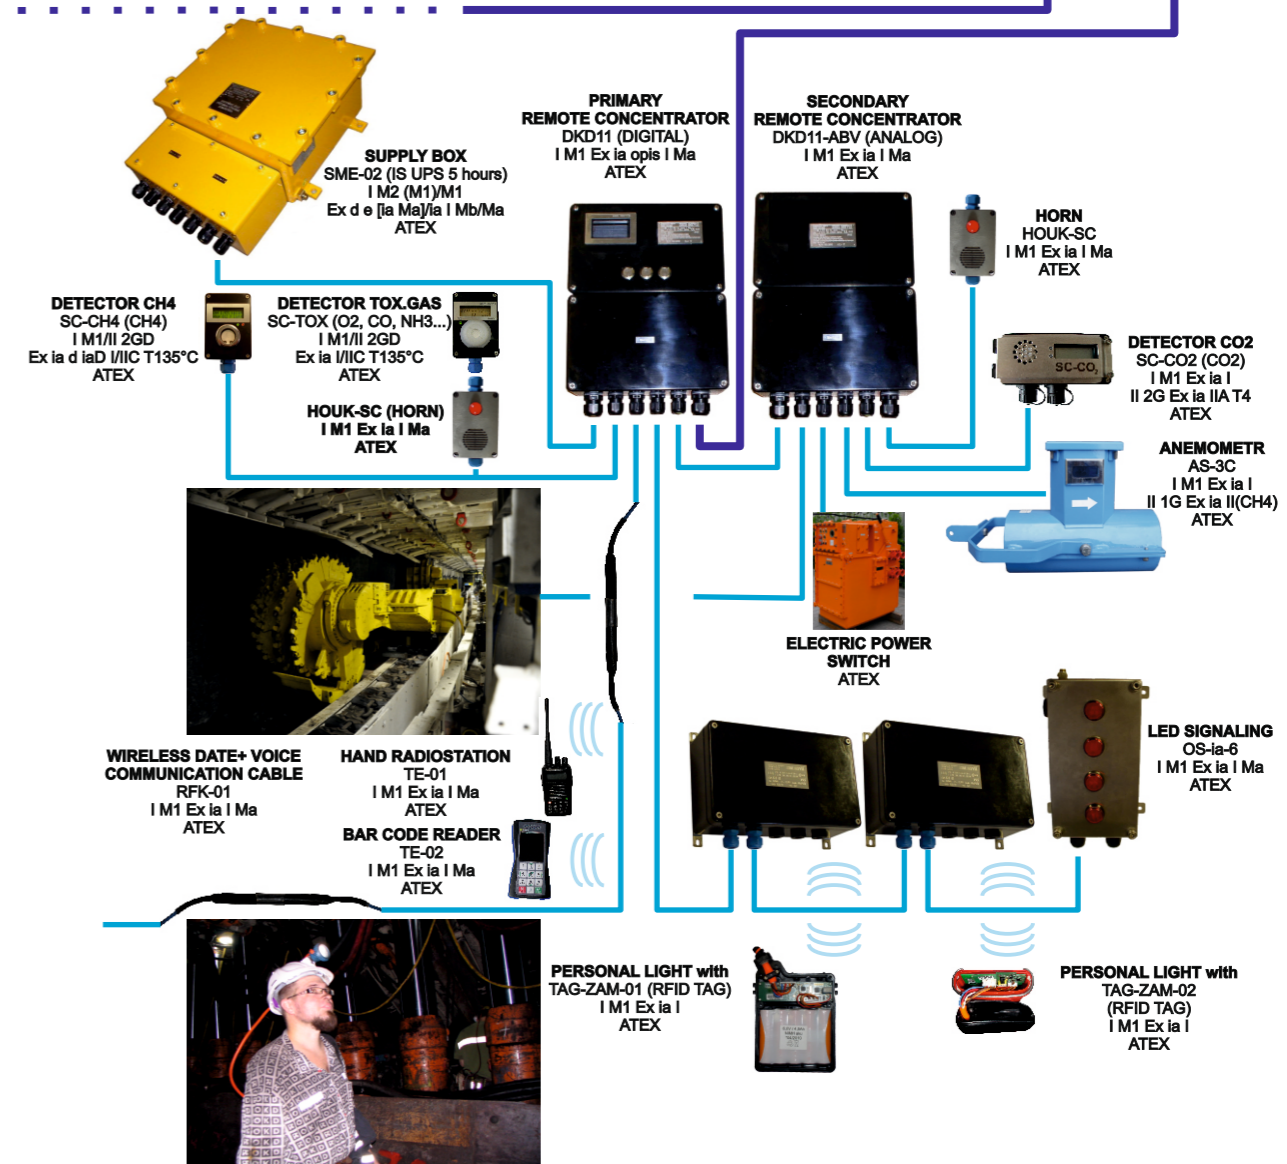 PRIMARY
REMOTE CONCENTRATOR
DKD11 (DIGITAL)
I M1 Ex ia opis I Ma
ATEX
SECONDARY
REMOTE CONCENTRATOR
DKD11-ABV (ANALOG)
I M1 Ex ia I Ma
ATEX
SUPPLY BOX
SME-02 (IS UPS 5 hours)
I M2 (M1)/M1
Ex d e [ia Ma]/ia I Mb/Ma
ATEX
HORN
HOUK-SC
I M1 Ex ia I Ma
ATEX
DETECTOR CH4
SC-CH4 (CH4)
I M1/II 2GD
Ex ia d iaD I/IIC T135°C
ATEX
DETECTOR TOX.GAS
SC-TOX (O2, CO, NH3...)
I M1/II 2GD
Ex ia I/IIC T135°C
ATEX
HOUK-SC (HORN)
I M1 Ex ia I Ma
ATEX
SC-CO2
DETECTOR CO2
SC-CO2 (CO2)
I M1 Ex ia I
II 2G Ex ia IIA T4
ATEX
ANEMOMETR
AS-3C
I M1 Ex ia I
II 1G Ex ia II(CH4)
ATEX
ELECTRIC POWER
SWITCH
ATEX
WIRELESS DATE+ VOICE
COMMUNICATION CABLE
RFK-01
I M1 Ex ia I Ma
ATEX
HAND RADIOSTATION
TE-01
I M1 Ex ia I Ma
ATEX
BAR CODE READER
TE-02
I M1 Ex ia I Ma
ATEX
LED SIGNALING
OS-ia-6
I M1 Ex ia I Ma
ATEX
PERSONAL LIGHT with
TAG-ZAM-01 (RFID TAG)
I M1 Ex ia I
ATEX
PERSONAL LIGHT with
TAG-ZAM-02
(RFID TAG)
I M1 Ex ia I
ATEX